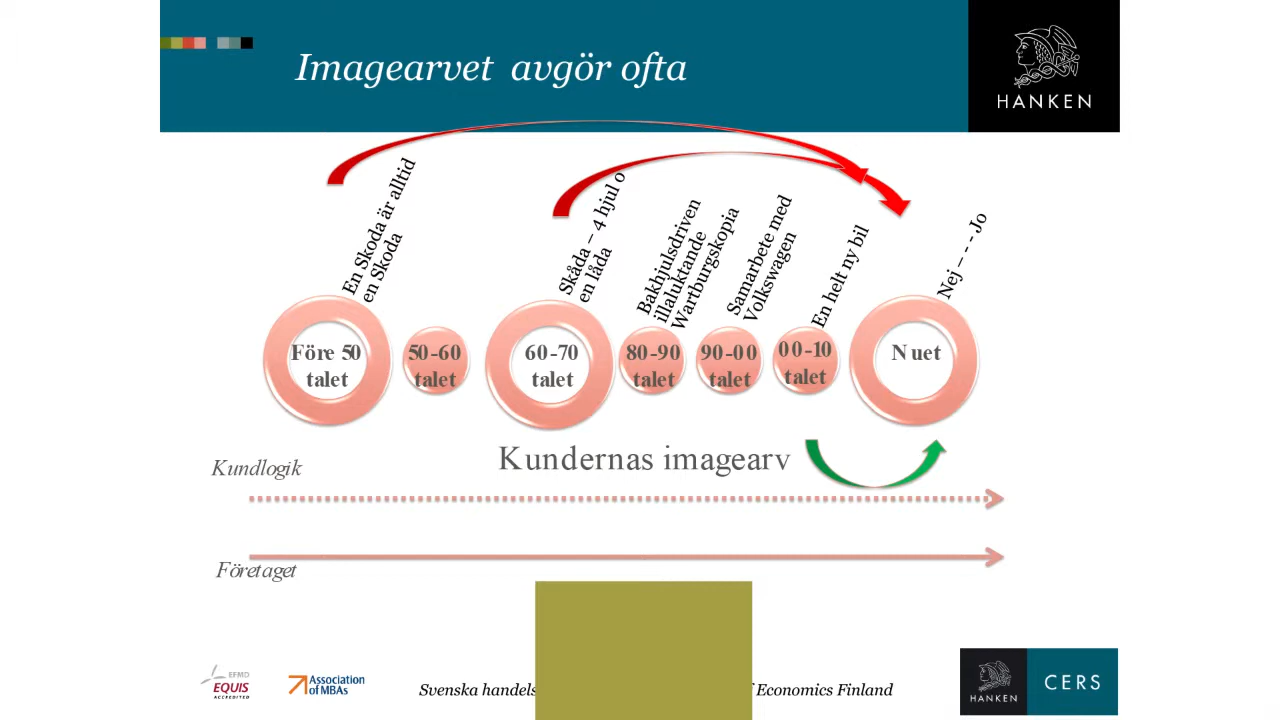 Imagearvet avgör ofta
HANKEN
En Skoda är alltid
en Skoda
Skåda – 4 hjul o
en låda
Bakhjulsdriven
illaluktande
Wartburgskopia
Samarbete med
Volkswagen
En helt ny bil
Nej – - - Jo
Före 50
talet
50-60
talet
60-70
talet
80-90
talet
90-00
talet
00-10
talet
Nuet
Kundlogik
Kundernas imagearv
Företaget
EFMD
EQUIS
ACCREDITED
Association
of MBAs
Svenska handels
Economics Finland
HANKEN
CERS